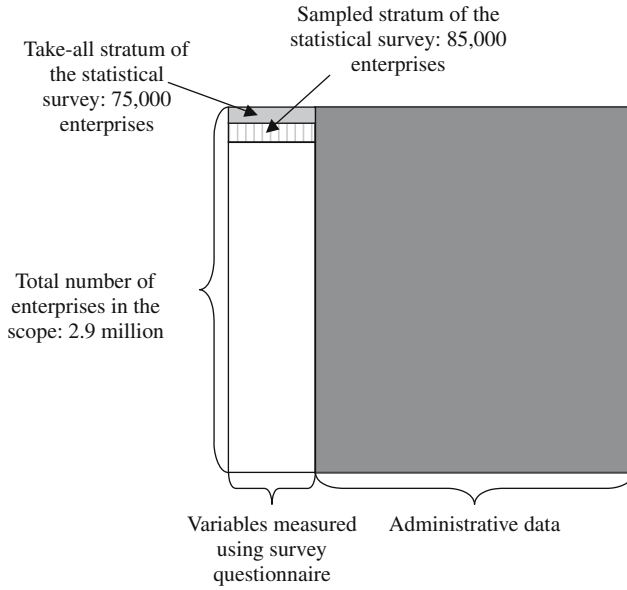 Take-all stratum of
the statistical
survey: 75,000
enterprises
Sampled stratum of the
statistical survey: 85,000
enterprises
Total number of
enterprises in the
scope: 2.9 million
Variables measured
using survey
questionnaire
Administrative data